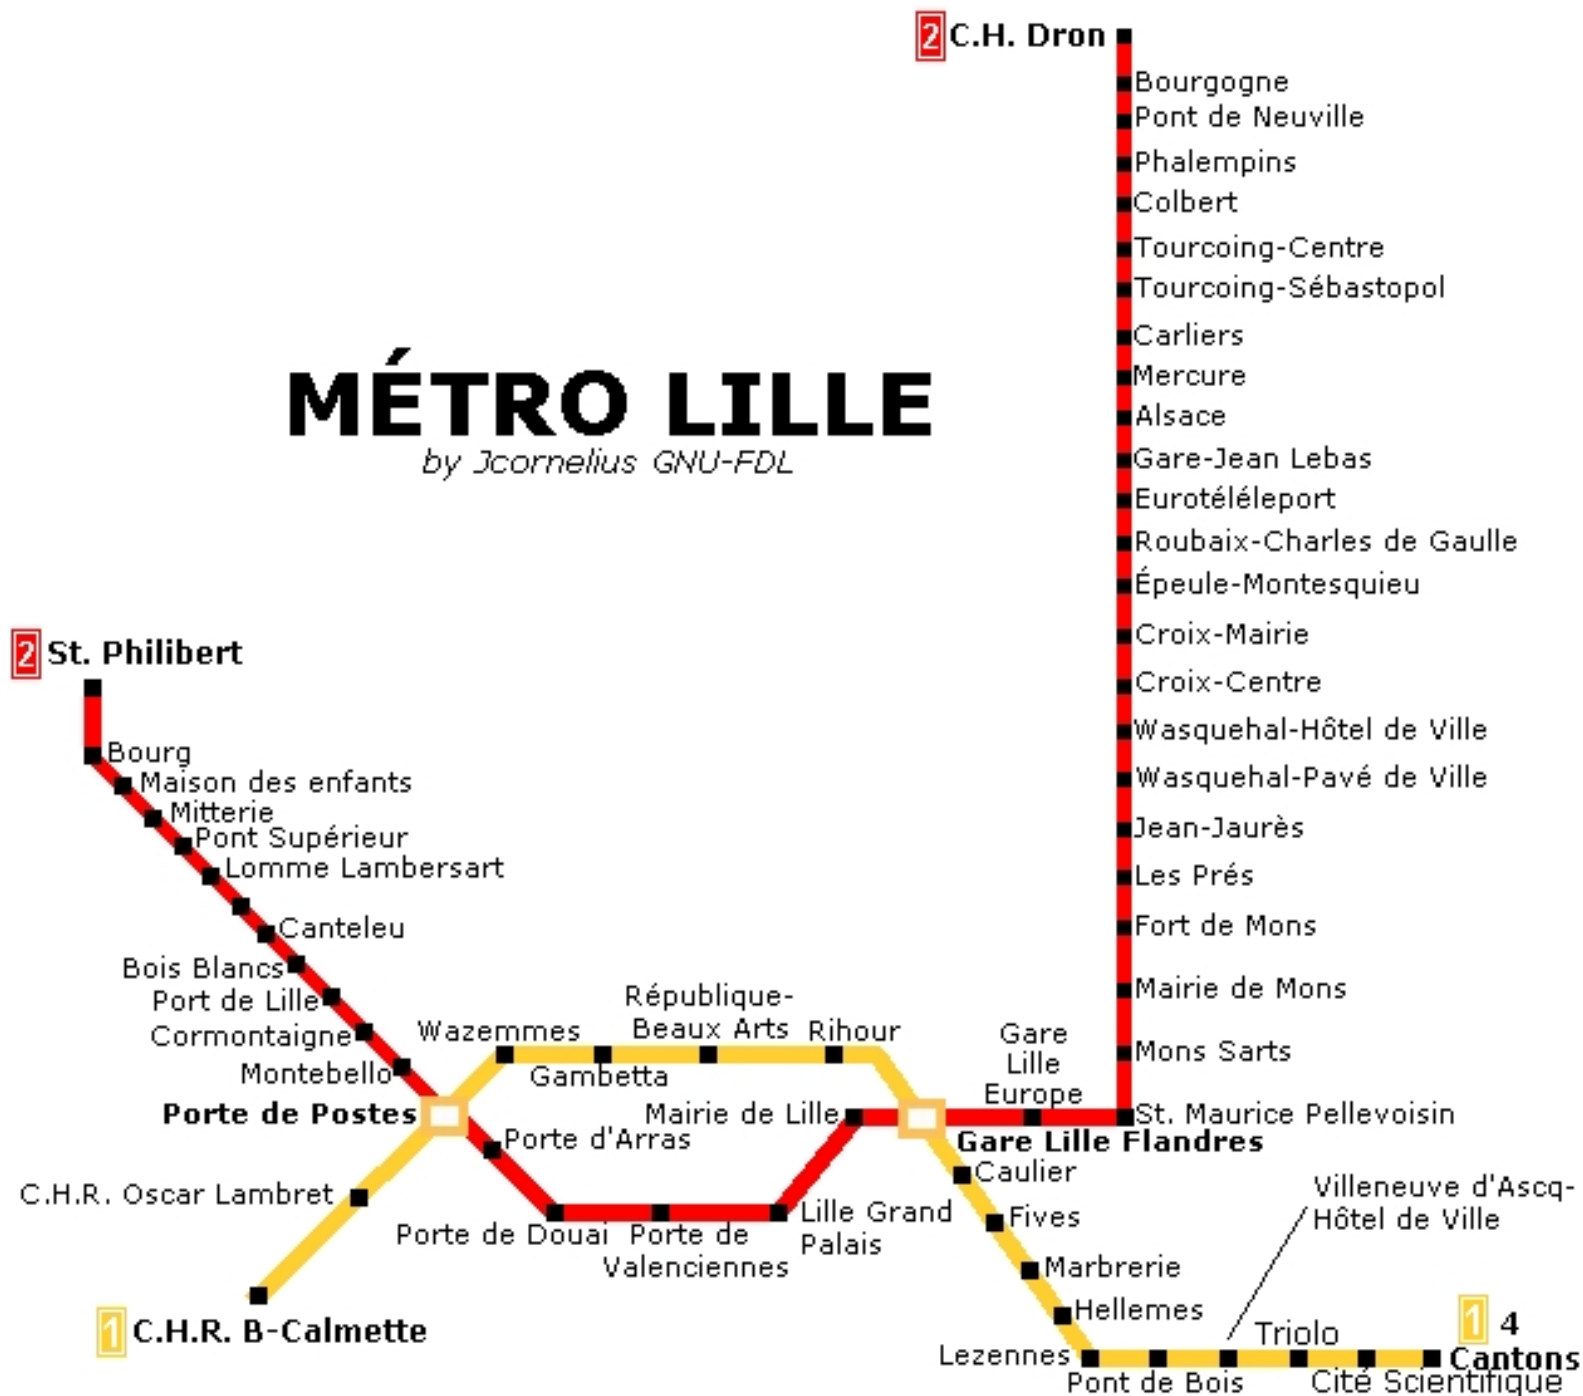 2 C.H. Dron
Bourgogne
Pont de Neuville
Phalempins
Colbert
Tourcoing-Centre
Tourcoing-Sébastopol
Carliers
Mercure
Alsace
Gare-Jean Lebas
Eurotéléleport
Roubaix-Charles de Gaulle
Épeule-Montesquieu
Croix-Mairie
Croix-Centre
Wasquehal-Hôtel de Ville
Wasquehal-Pavé de Ville
Jean-Jaurès
Les Prés
Fort de Mons
Mairie de Mons
Mons Sarts
St. Maurice Pellevoisin
MÉTRO LILLE
by Jcornelius GNU-FDL
2 St. Philibert
Bourg
Maison des enfants
Mitterie
Pont Supérieur
Lomme Lambersart
Canteleu
Bois Blancs
Port de Lille
Cormontaigne
Montebello
Porte de Postes
Wazemmes
Gambetta
République-
Beaux Arts
Rihour
Gare
Lille
Europe
Mairie de Lille
Gare Lille Flandres
Porte d'Arras
Porte de Douai
Porte de
Valenciennes
Lille Grand
Palais
C.H.R. Oscar Lambret
1 C.H.R. B-Calmette
Caulier
Fives
Marbrerie
Hellemes
Lezennes
Pont de Bois
Villeneuve d'Ascq-
Hôtel de Ville
Triolo
Cité Scientifique
1 4
Cantons